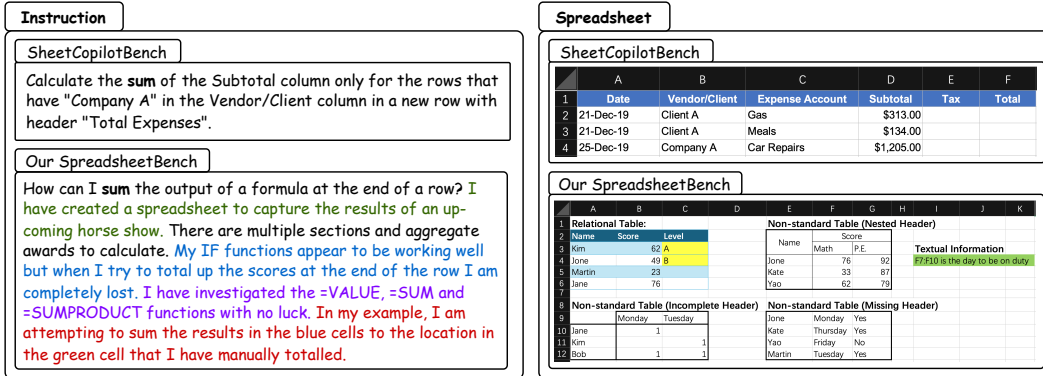 Instruction
SheetCopilotBench
Calculate the sum of the Subtotal column only for the rows that
have "Company A" in the Vendor/Client column in a new row with
header "Total Expenses".
Our SpreadsheetBench
How can I sum the output of a formula at the end of a row? I
have created a spreadsheet to capture the results of an up-
coming horse show. There are multiple sections and aggregate
awards to calculate. My IF functions appear to be working well
but when I try to total up the scores at the end of the row I am
completely lost. I have investigated the =VALUE, =SUM and
=SUMPRODUCT functions with no luck. In my example, I am
attempting to sum the results in the blue cells to the location in
the green cell that I have manually totalled.
Spreadsheet
SheetCopilotBench
A B C D E F
1 Date Vendor/Client Expense Account Subtotal Tax Total
2 21-Dec-19 Client A Gas $313.00
3 21-Dec-19 Client A Meals $134.00
4 25-Dec-19 Company A Car Repairs $1,205.00
Our SpreadsheetBench
A B C D E F G H I J K
1 Relational Table: Non-standard Table (Nested Header)
2 Name Score Level Name Score
3 Kim 62 A Math P.E. Textual Information
4 Jone 49 B Jone 76 92 F7:F10 is the day to be on duty
5 Martin 23 Kate 33 87
6 Jane 76 Yao 62 79
7
8 Non-standard Table (Incomplete Header) Non-standard Table (Missing Header)
9 Monday Tuesday Jone Monday Yes
10 Jane 1 Kate Thursday Yes
11 Kim 1 Yao Friday No
12 Bob 1 1 Martin Tuesday Yes